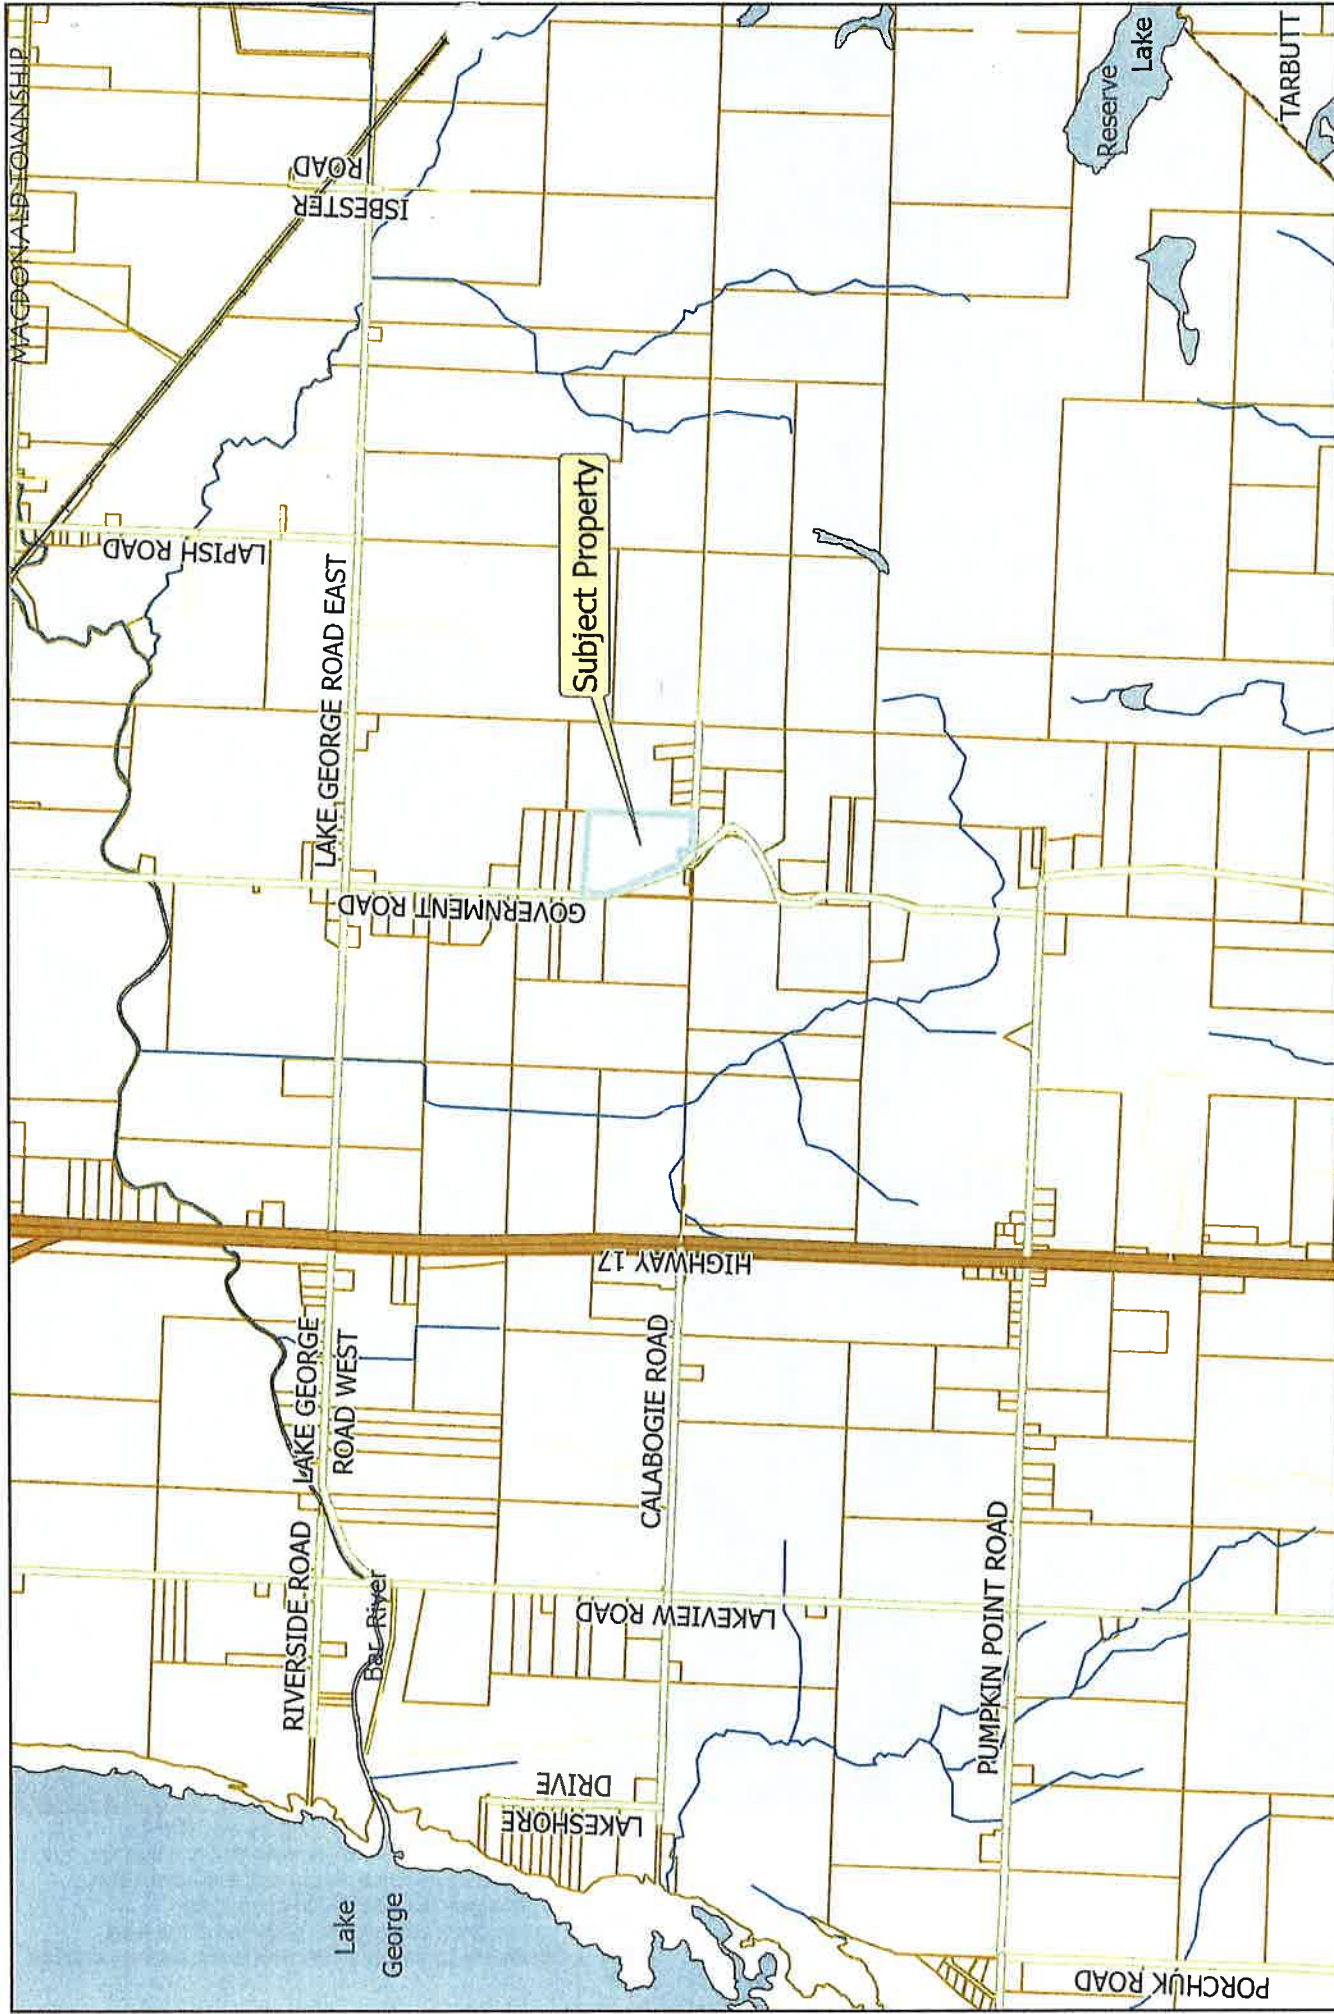 MACDONALD TOWNSHIP
ISBESTER
ROAD
LAPISH ROAD
LAKE GEORGE ROAD EAST
Subject Property
GOVERNMENT ROAD
HIGHWAY 17
LAKE GEORGE
ROAD WEST
RIVERSIDE ROAD
Bar River
CALABOGIE ROAD
LAKEVIEW ROAD
PUMPKIN POINT ROAD
LAKESHORE
DRIVE
Lake
George
PORCHUK ROAD
Reserve
Lake
TARBUTT